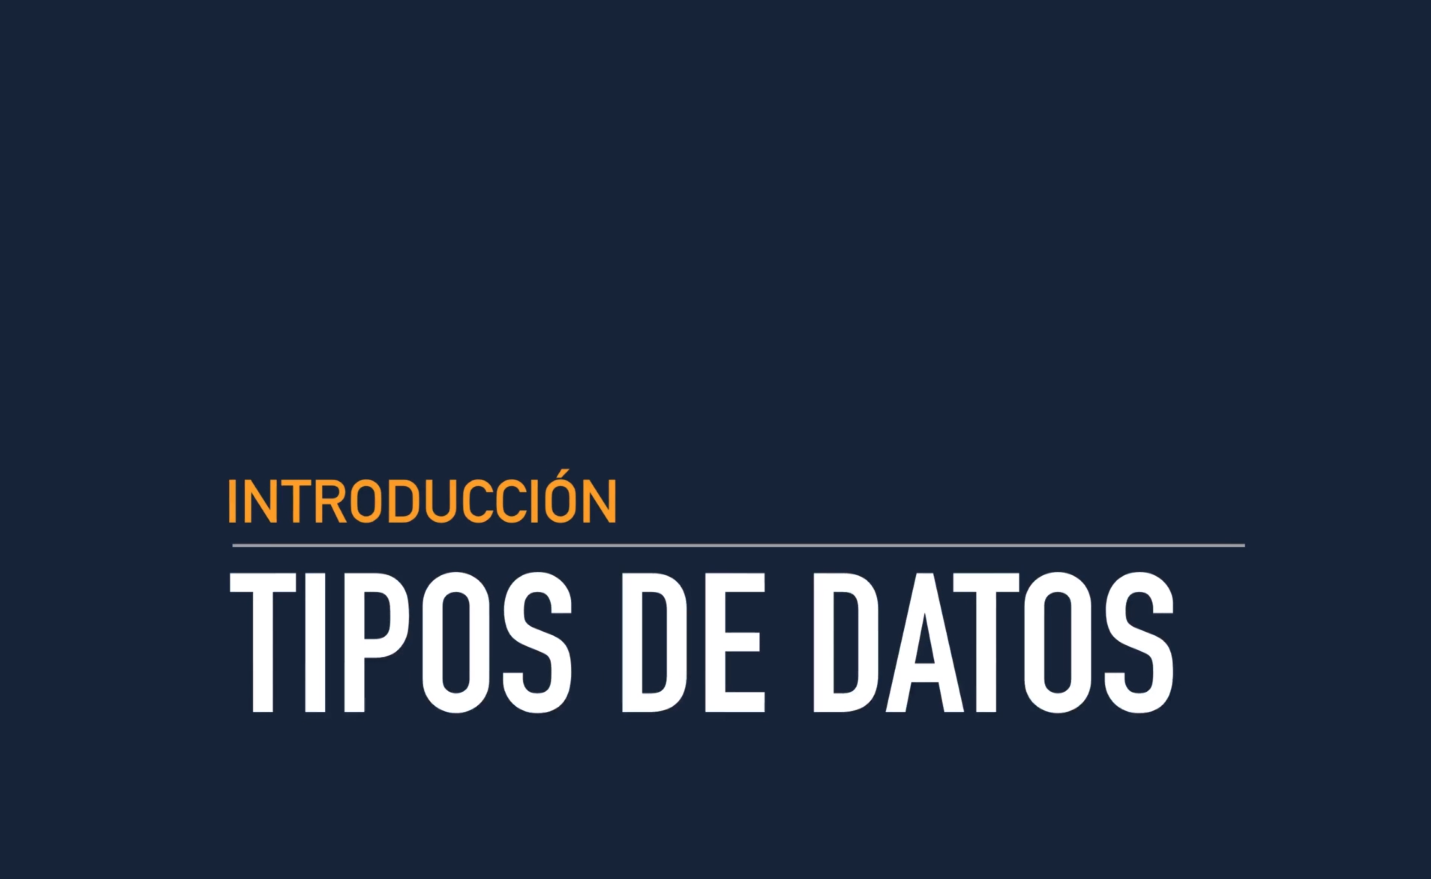 INTRODUCCIÓN
TIPOS DE DATOS